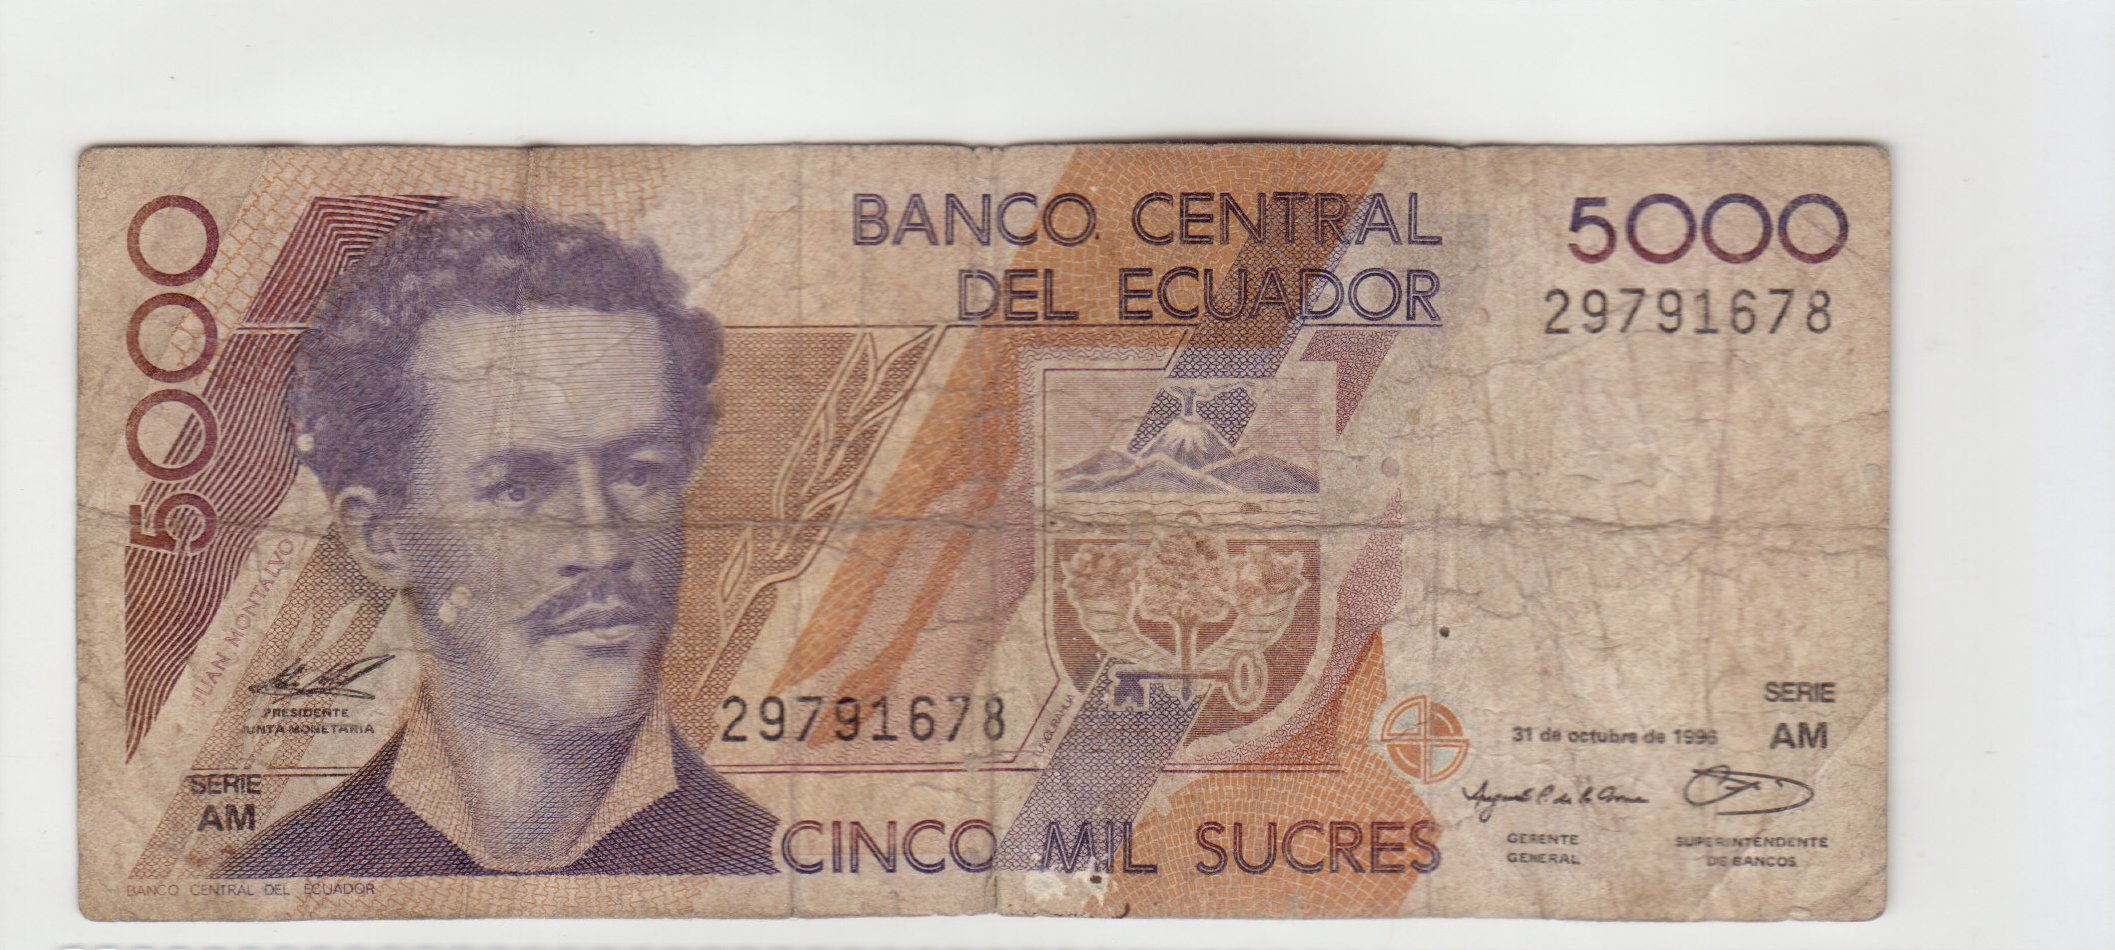 5000
BANCO CENTRAL
DEL ECUADOR
5000
29791678
JUAN MONTALVO
PRESIDENTE
JUNTA MONETARIA
SERIE
AM
29791678
TUNGURAHUA
SERIE
AM
31 de octubre de 1996
GERENTE
GENERAL
SUPERINTENDENTE
DE BANCOS
CINCO MIL SUCRES
BANCO CENTRAL DEL ECUADOR